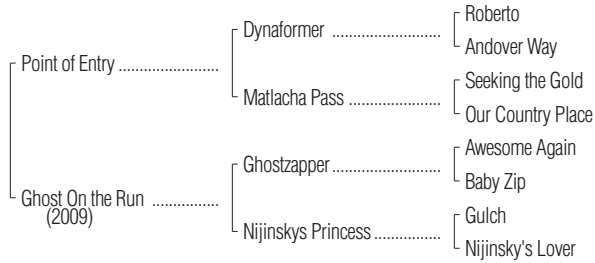 Roberto
Dynaformer ........................
Andover Way
Point of Entry ......................
Seeking the Gold
Matlacha Pass .....................
Our Country Place
Awesome Again
Ghostzapper........................
Baby Zip
Ghost On the Run ...............
(2009)
Gulch
Nijinskys Princess ...............
Nijinsky's Lover